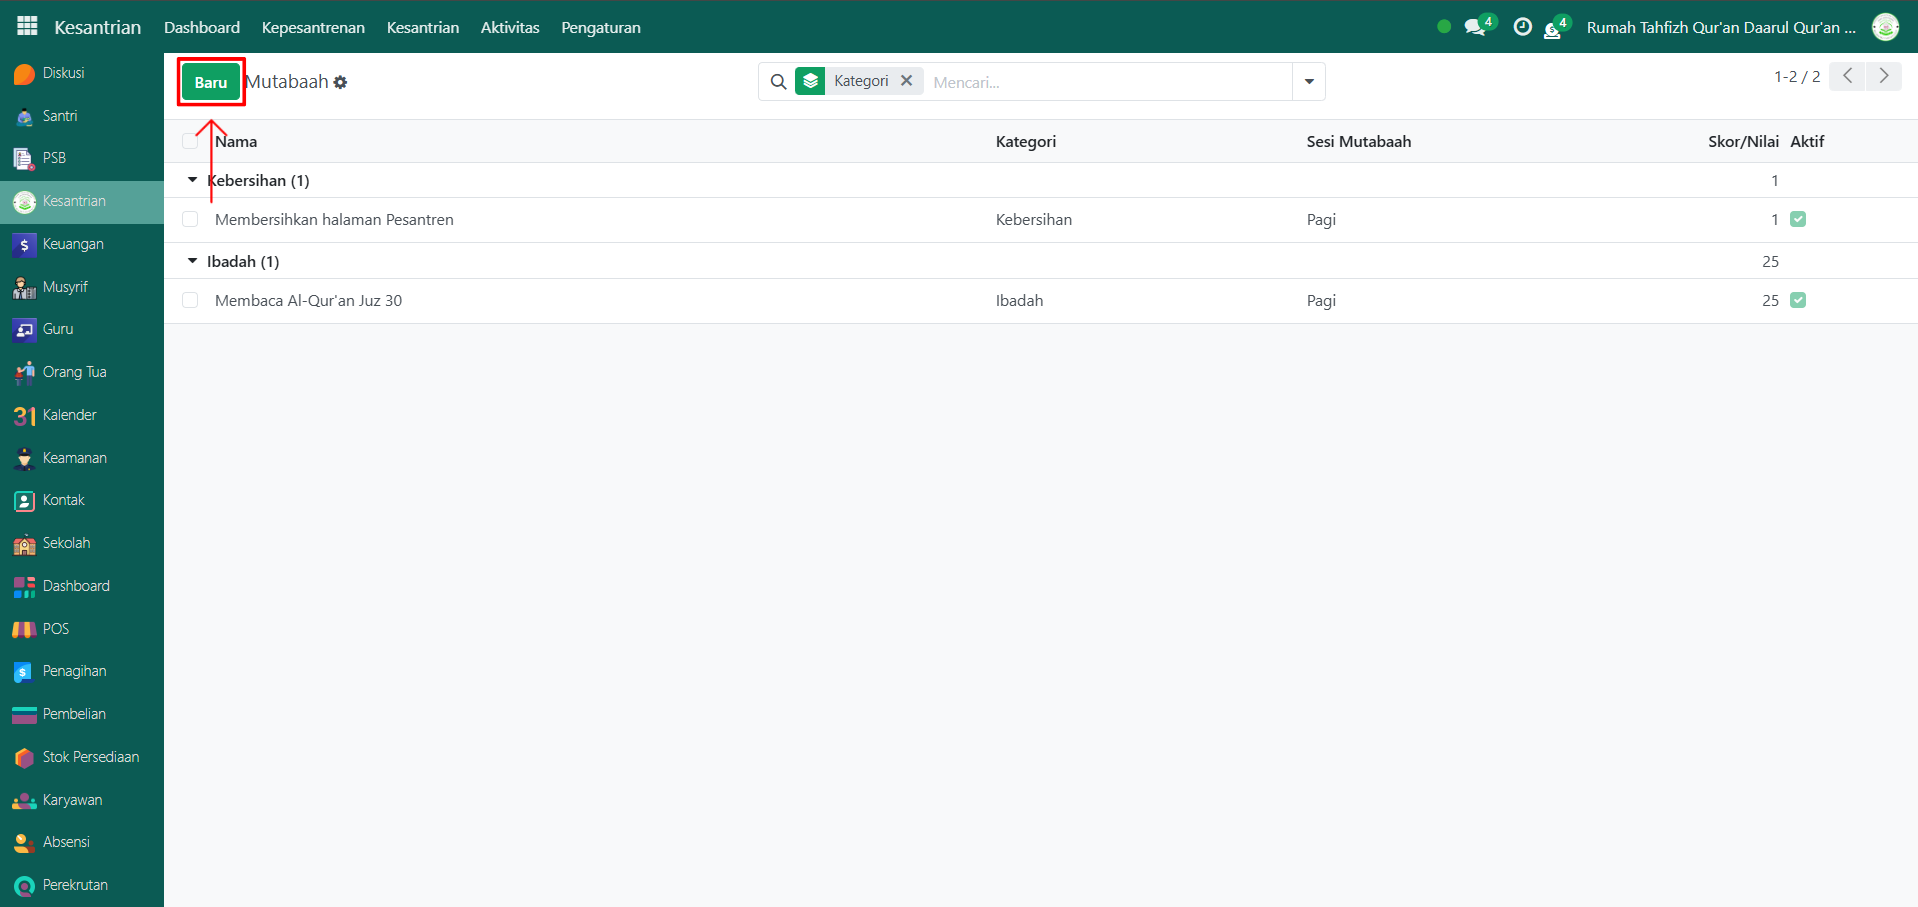 Kesantrian Dashboard Kepesantrenan Kesantrian Aktivitas Pengaturan 4 4 Rumah Tahfizh Qur'an Daarul Qur'an ...
Baru Mutabaah Kategori Mencari... 1-2 / 2
Nama Kategori Sesi Mutabaah Skor/Nilai Aktif
Kebersihan (1) 1
Membersihkan halaman Pesantren Kebersihan Pagi 1
Ibadah (1) 25
Membaca Al-Qur'an Juz 30 Ibadah Pagi 25
Diskusi
Santri
PSB
Kesantrian
Keuangan
Musyrif
Guru
Orang Tua
31 Kalender
Keamanan
Kontak
Sekolah
Dashboard
POS
Penagihan
Pembelian
Stok Persediaan
Karyawan
Absensi
Perekrutan